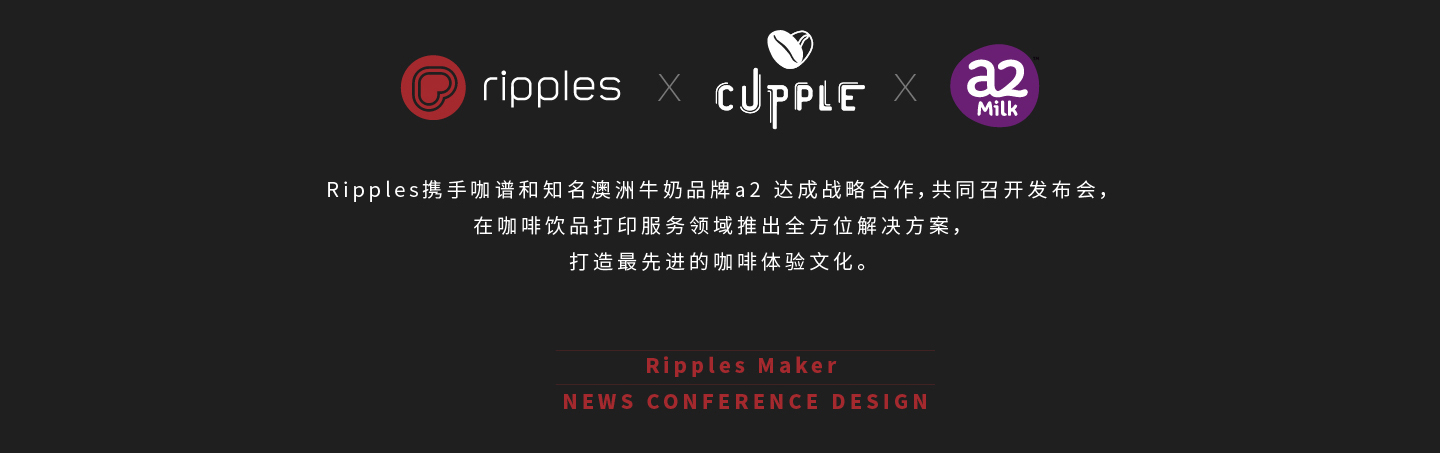 ripples X CUPPLE X a2 Milk
Ripples携手咖谱和知名澳洲牛奶品牌a2 达成战略合作，共同召开发布会，
在咖啡饮品打印服务领域推出全方位解决方案，
打造最先进的咖啡体验文化。
Ripples Maker
NEWS CONFERENCE DESIGN